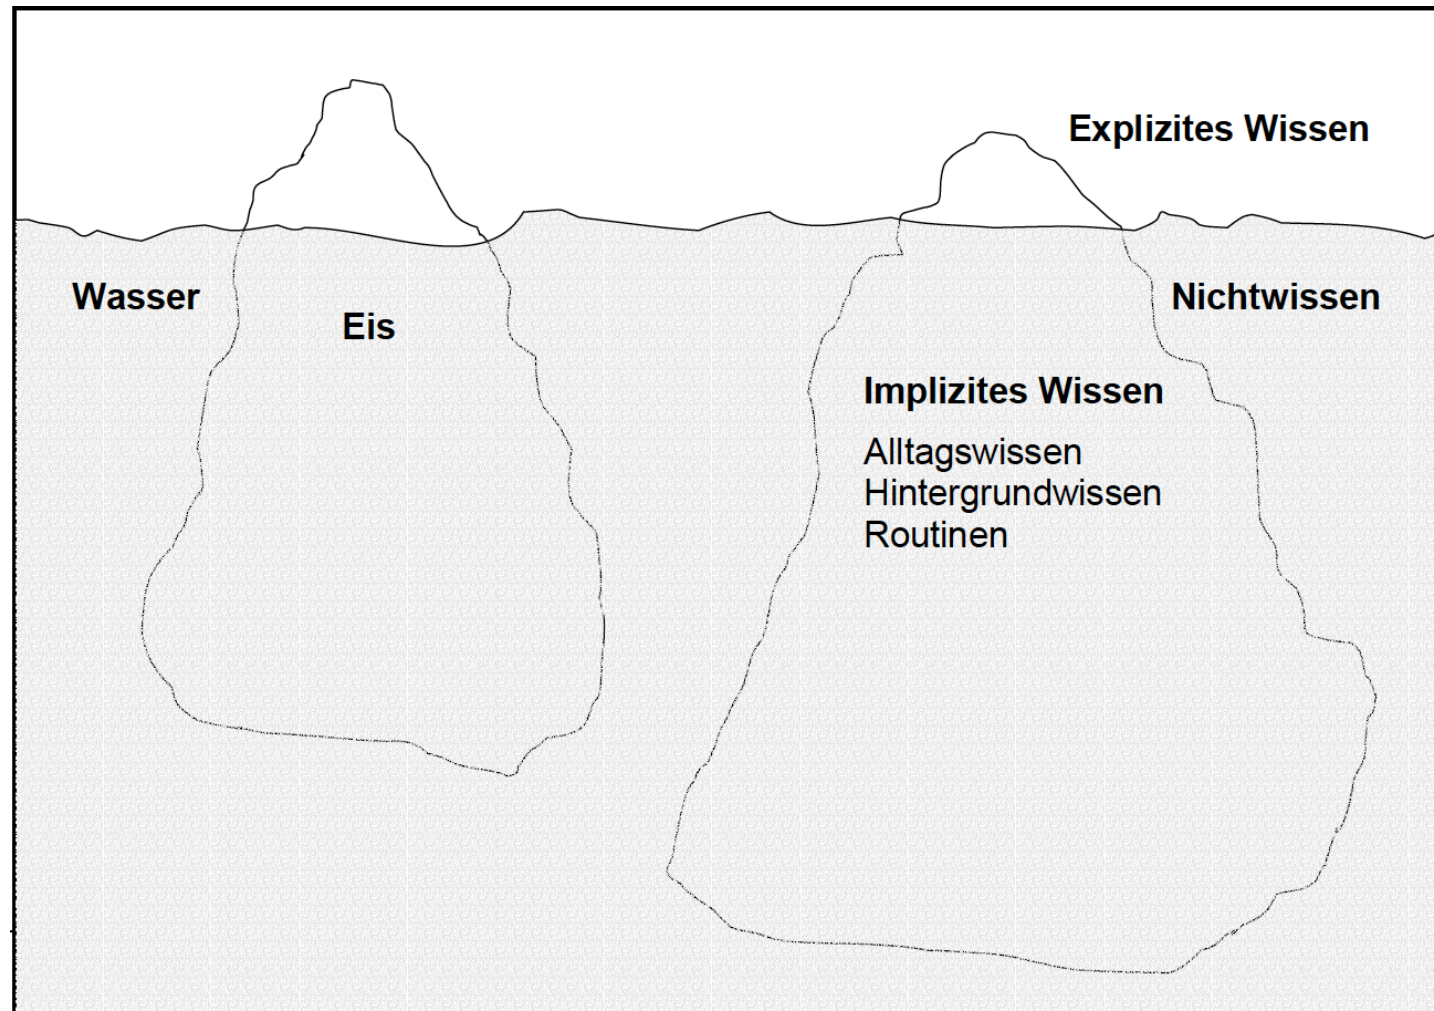 Explizites Wissen
Wasser
Eis
Nichtwissen
Implizites Wissen
Alltagswissen
Hintergrundwissen
Routinen